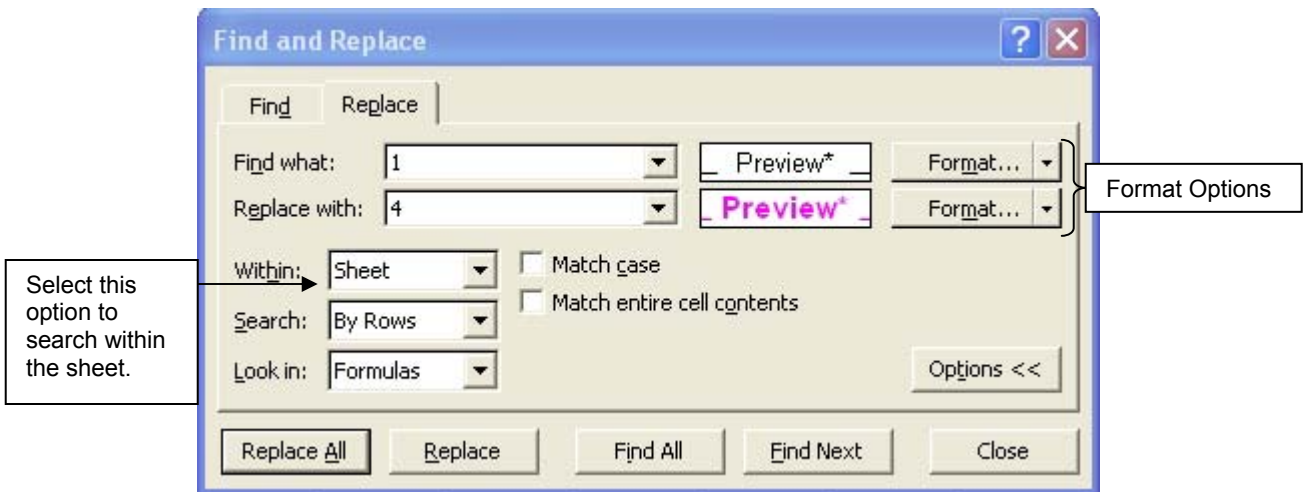 Find and Replace
Find Replace
Find what: 1 _ Preview* _ Format...
Replace with: 4 _ Preview* _ Format...
Format Options
Within: Sheet Match case
Select this
option to
search within
the sheet.
Match entire cell contents
Search: By Rows
Look in: Formulas Options <<
Replace All Replace Find All Find Next Close